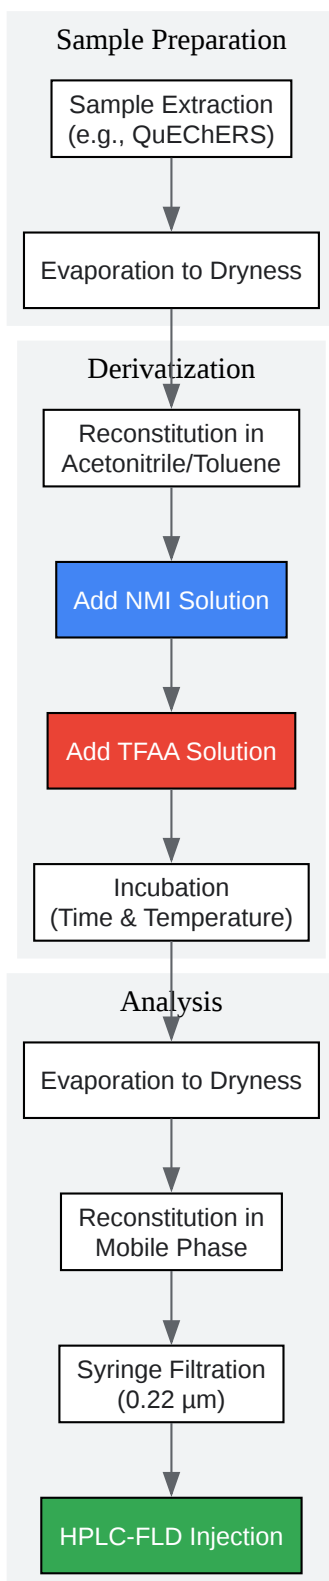 Sample Preparation
Sample Extraction
(e.g., QuEChERS)
Evaporation to Dryness
Derivatization
Reconstitution in
Acetonitrile/Toluene
Add NMI Solution
Add TFAA Solution
Incubation
(Time & Temperature)
Analysis
Evaporation to Dryness
Reconstitution in
Mobile Phase
Syringe Filtration
(0.22 µm)
HPLC-FLD Injection